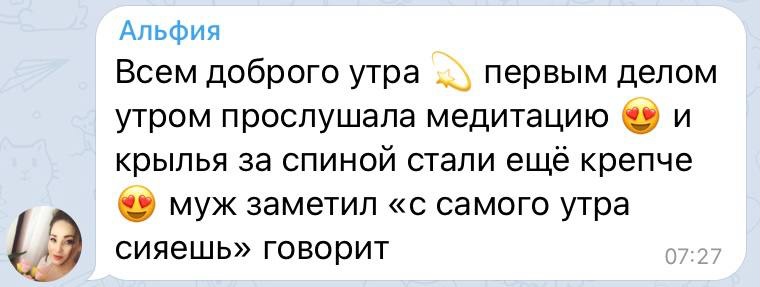 Альфия
Всем доброго утра 💫 первым делом
утром прослушала медитацию 😍 и
крылья за спиной стали ещё крепче
😍 муж заметил «с самого утра
сияешь» говорит
07:27